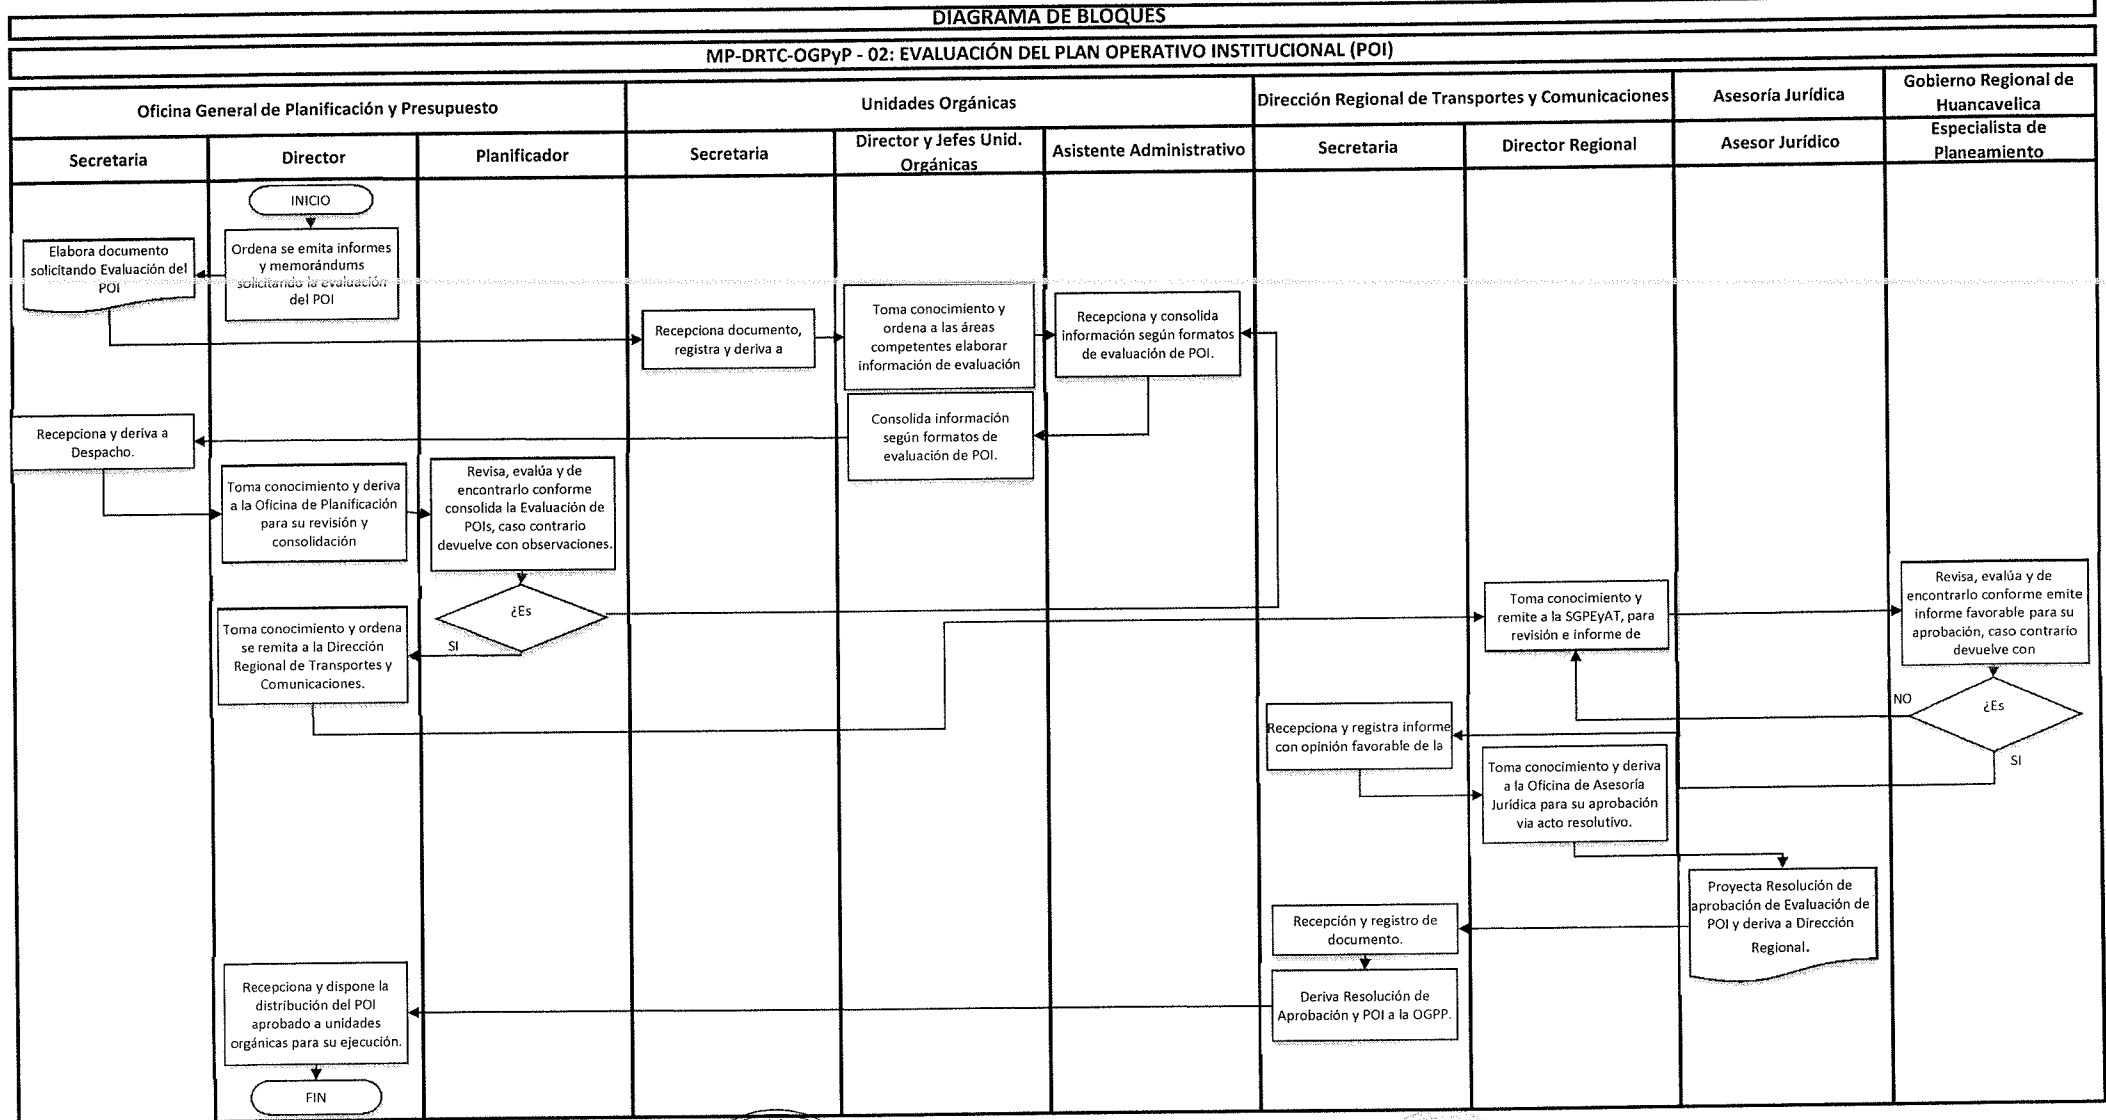 DIAGRAMA DE BLOQUES
MP-DRTC-OGPyP - 02: EVALUACIÓN DEL PLAN OPERATIVO INSTITUCIONAL (POI)
Oficina General de Planificación y Presupuesto
Unidades Orgánicas
Dirección Regional de Transportes y Comunicaciones
Asesoría Jurídica
Gobierno Regional de
Huancavelica
Secretaria
Director
Planificador
Secretaria
Director y Jefes Unid.
Orgánicas
Asistente Administrativo
Secretaria
Director Regional
Asesor Jurídico
Especialista de
Planeamiento
INICIO
Ordena se emita informes
y memorándums
solicitando la evaluación
del POI
Elabora documento
solicitando Evaluación del
POI
Recepciona documento,
registra y deriva a
Toma conocimiento y
ordena a las áreas
competentes elaborar
información de evaluación
Recepciona y consolida
información según formatos
de evaluación de POI.
Consolida información
según formatos de
evaluación de POI.
Recepciona y deriva a
Despacho.
Toma conocimiento y deriva
a la Oficina de Planificación
para su revisión y
consolidación
Revisa, evalúa y de
encontrarlo conforme
consolida la Evaluación de
POIs, caso contrario
devuelve con observaciones.
¿Es
SI
Toma conocimiento y ordena
se remita a la Dirección
Regional de Transportes y
Comunicaciones.
Toma conocimiento y
remite a la SGPEyAT, para
revisión e informe de
Revisa, evalúa y de
encontrarlo conforme emite
informe favorable para su
aprobación, caso contrario
devuelve con
¿Es
NO
SI
Recepciona y registra informe
con opinión favorable de la
Toma conocimiento y deriva
a la Oficina de Asesoría
Jurídica para su aprobación
via acto resolutivo.
Proyecta Resolución de
aprobación de Evaluación de
POI y deriva a Dirección
Regional.
Recepción y registro de
documento.
Deriva Resolución de
Aprobación y POI a la OGPP.
Recepciona y dispone la
distribución del POI
aprobado a unidades
orgánicas para su ejecución.
FIN